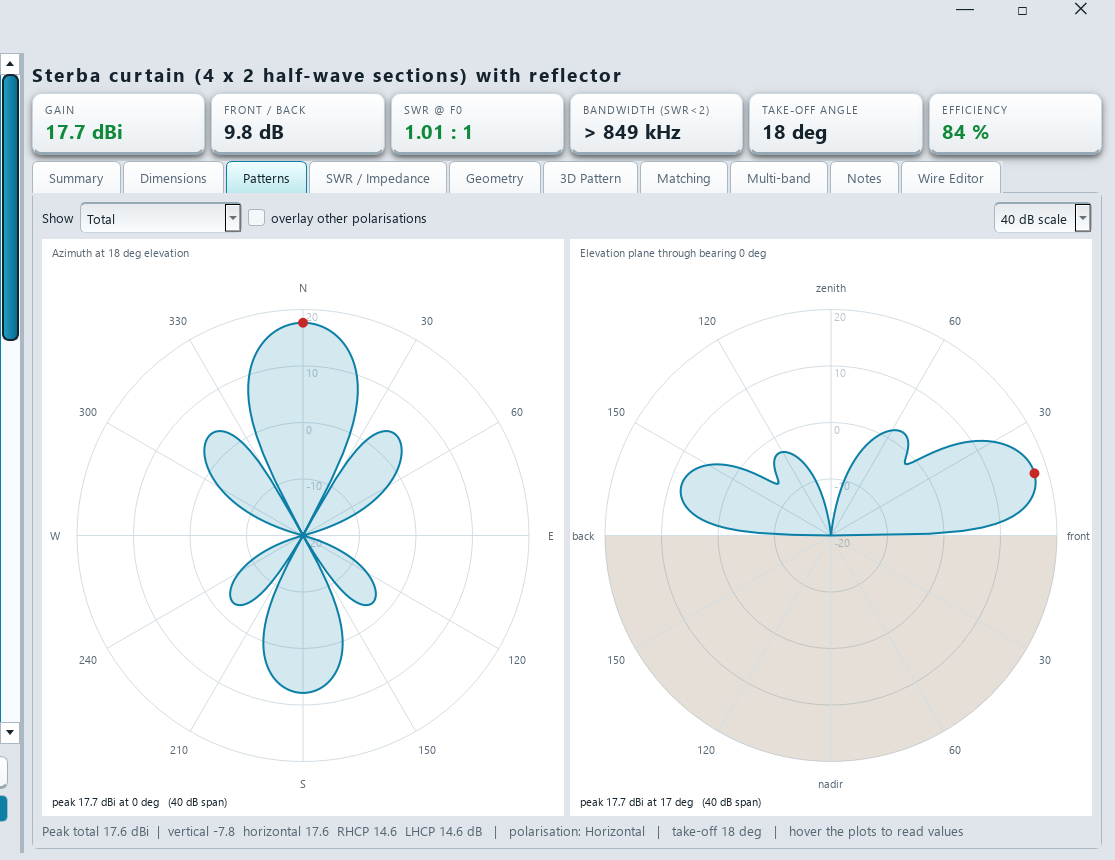 Sterba curtain (4 x 2 half-wave sections) with reflector
GAIN
17.7 dBi
FRONT / BACK
9.8 dB
SWR @ F0
1.01 : 1
BANDWIDTH (SWR<2)
> 849 kHz
TAKE-OFF ANGLE
18 deg
EFFICIENCY
84 %
Summary Dimensions Patterns SWR / Impedance Geometry 3D Pattern Matching Multi-band Notes Wire Editor
Show Total overlay other polarisations 40 dB scale
Azimuth at 18 deg elevation
N
330 20 30
10
300 60
0
-10
W -20 E
240 120
210 150
S
peak 17.7 dBi at 0 deg (40 dB span)
Elevation plane through bearing 0 deg
zenith
120 20 60
10
150 30
0
-10
back -20 front
150 30
120 60
nadir
peak 17.7 dBi at 17 deg (40 dB span)
Peak total 17.6 dBi | vertical -7.8 horizontal 17.6 RHCP 14.6 LHCP 14.6 dB | polarisation: Horizontal | take-off 18 deg | hover the plots to read values